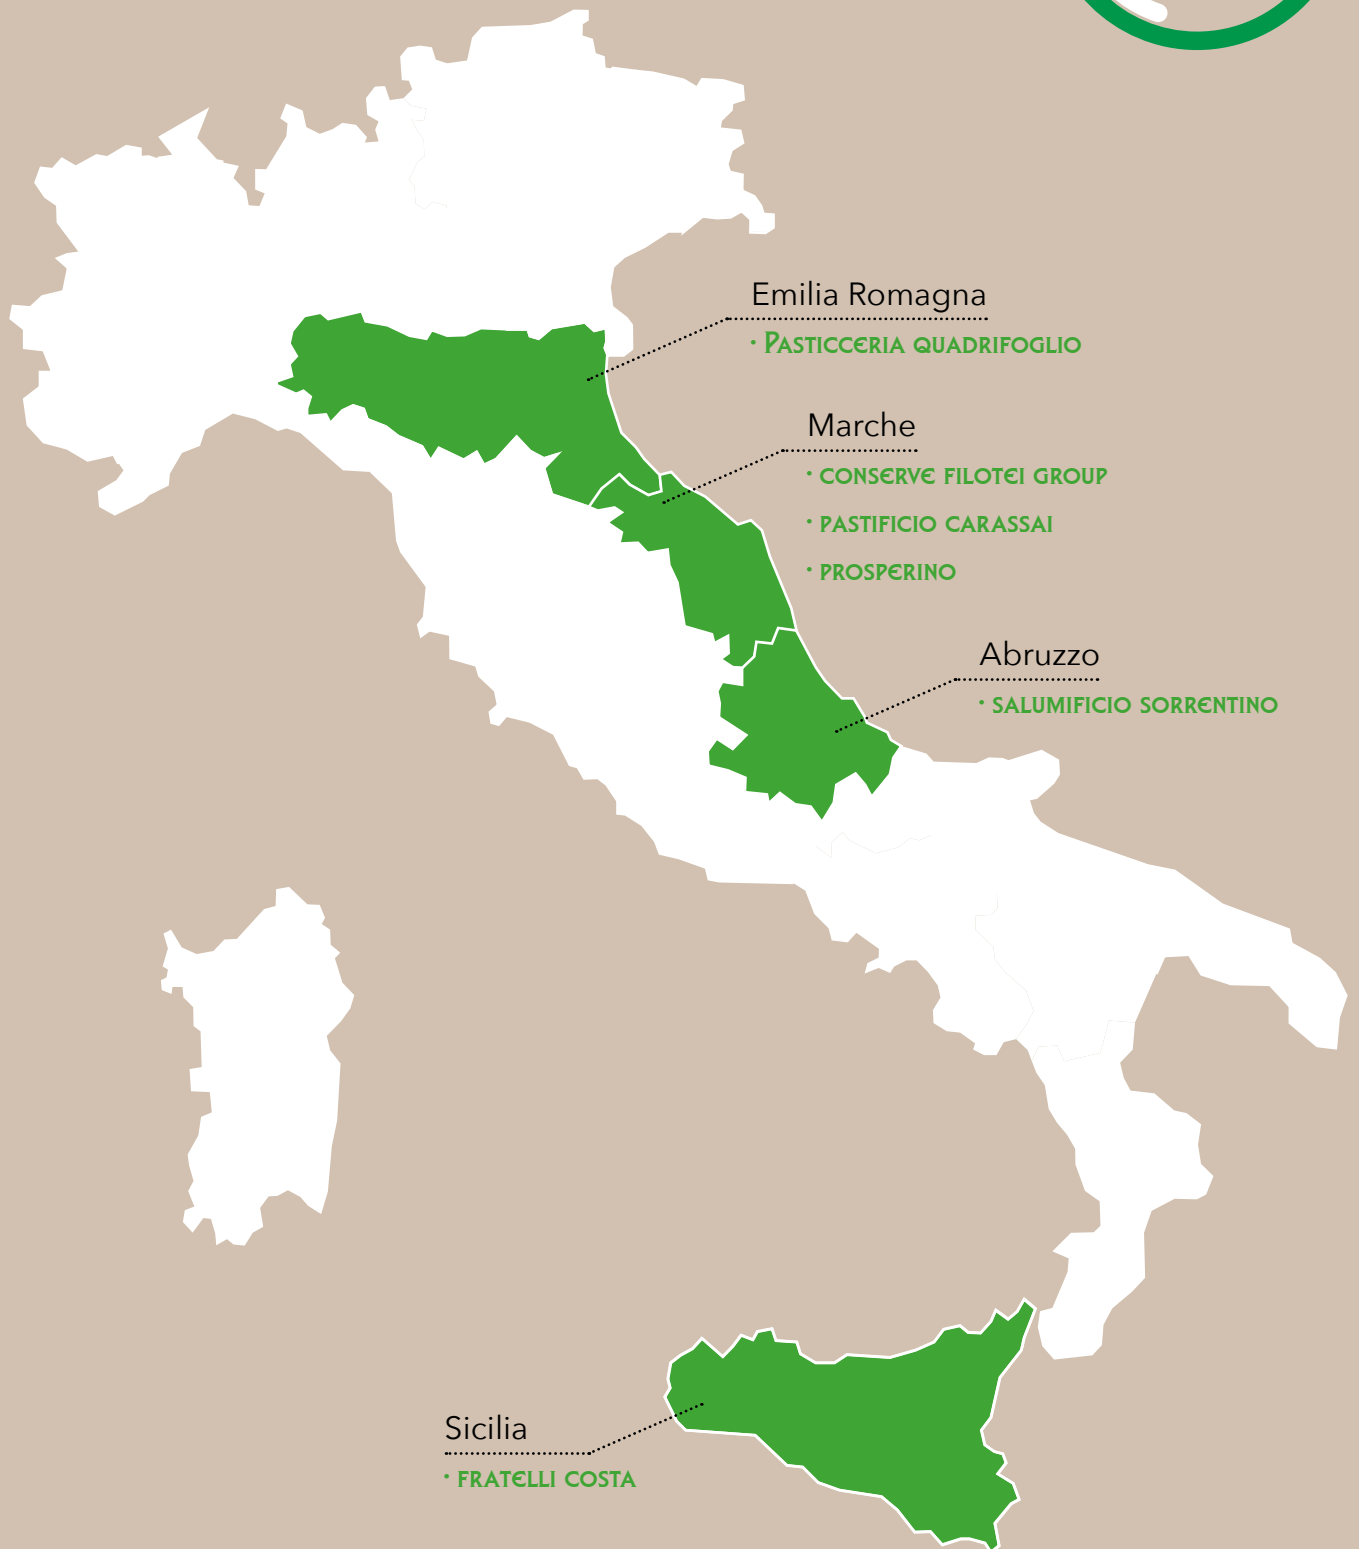 Emilia Romagna
· Pasticceria quadrifoglio
Marche
· conserve filotei group
· pastificio carassai
· prosperino
Abruzzo
· salumificio sorrentino
Sicilia
· fratelli costa